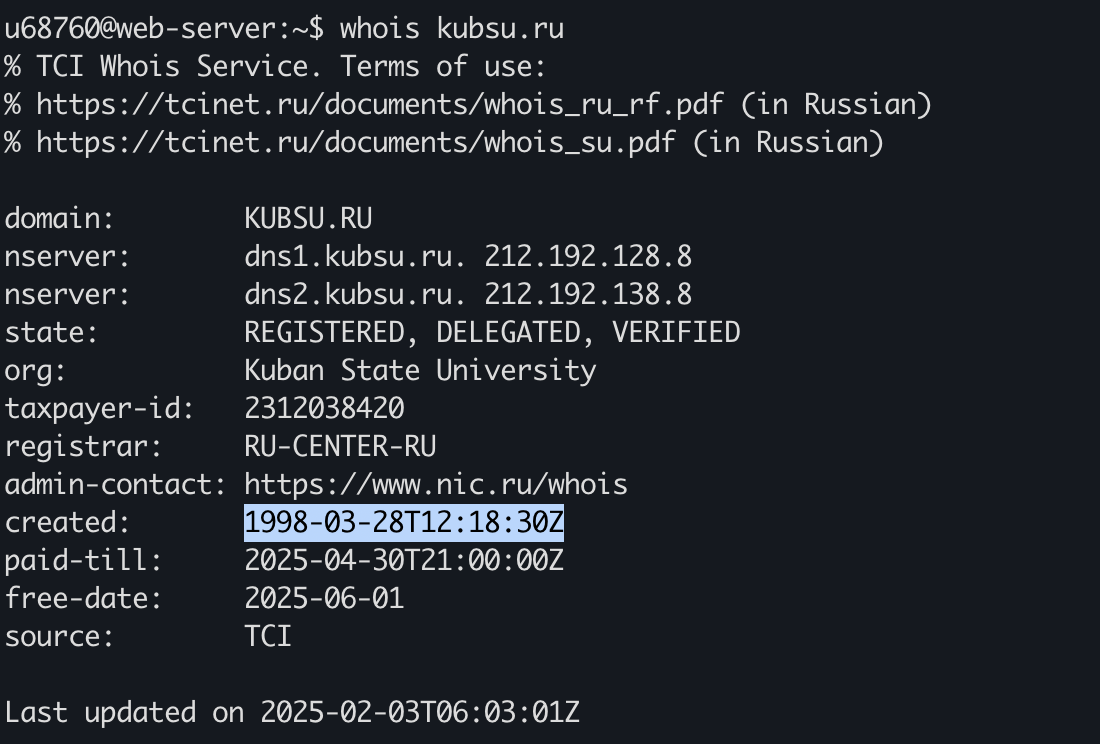 u68760@web-server:~$ whois kubsu.ru
% TCI Whois Service. Terms of use:
% https://tcinet.ru/documents/whois_ru_rf.pdf (in Russian)
% https://tcinet.ru/documents/whois_su.pdf (in Russian)
domain: KUBSU.RU
nserver: dns1.kubsu.ru. 212.192.128.8
nserver: dns2.kubsu.ru. 212.192.138.8
state: REGISTERED, DELEGATED, VERIFIED
org: Kuban State University
taxpayer-id: 2312038420
registrar: RU-CENTER-RU
admin-contact: https://www.nic.ru/whois
created: 1998-03-28T12:18:30Z
paid-till: 2025-04-30T21:00:00Z
free-date: 2025-06-01
source: TCI
Last updated on 2025-02-03T06:03:01Z